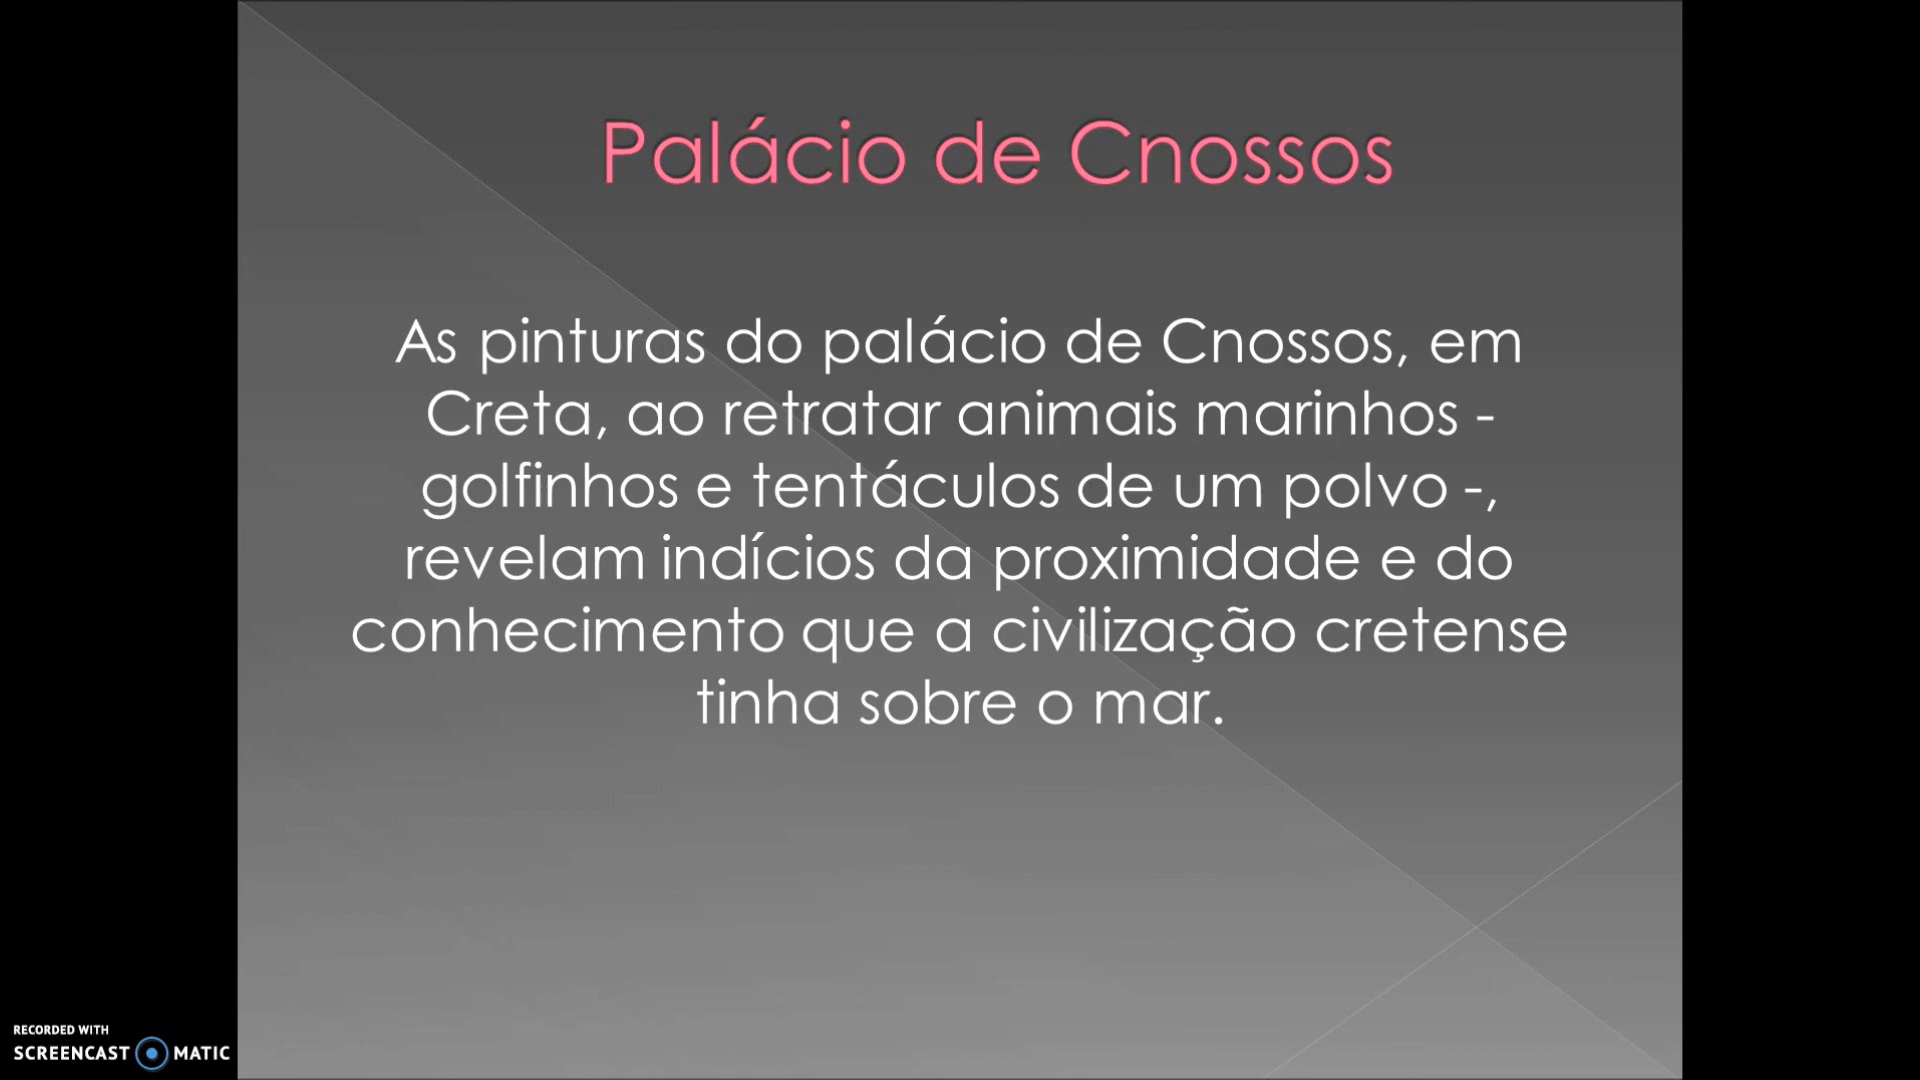 Palácio de Cnossos
As pinturas do palácio de Cnossos, em
Creta, ao retratar animais marinhos -
golfinhos e tentáculos de um polvo -,
revelam indícios da proximidade e do
conhecimento que a civilização cretense
tinha sobre o mar.
RECORDED WITH
SCREENCAST MATIC